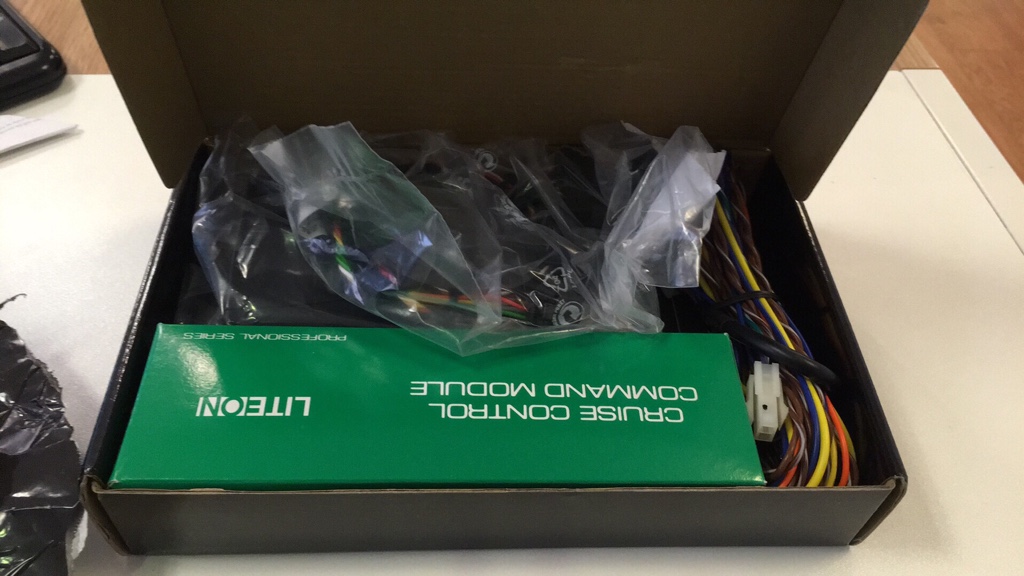 CRUISE CONTROL
COMMAND MODULE
LITEON
PROFESSIONAL SERIES